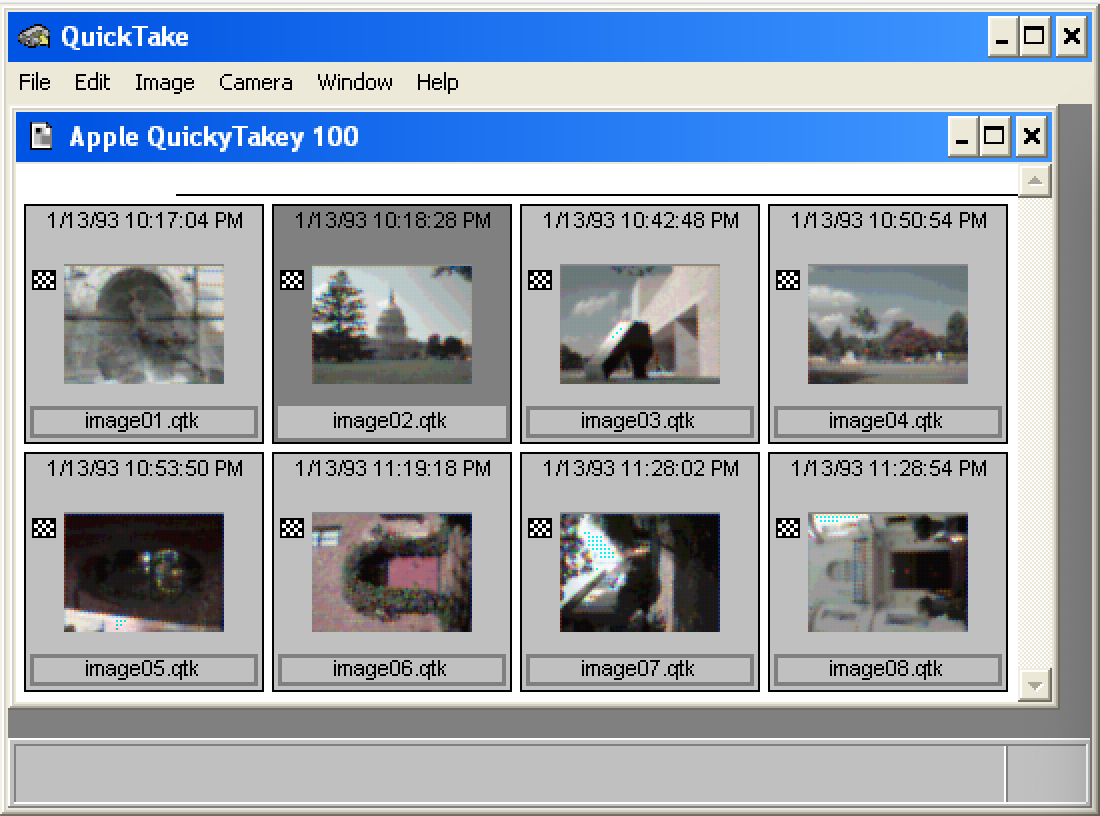 QuickTake
File Edit Image Camera Window Help
Apple QuickyTakey 100
1/13/93 10:17:04 PM 1/13/93 10:18:28 PM 1/13/93 10:42:48 PM 1/13/93 10:50:54 PM
image01.qtk image02.qtk image03.qtk image04.qtk
1/13/93 10:53:50 PM 1/13/93 11:19:18 PM 1/13/93 11:28:02 PM 1/13/93 11:28:54 PM
image05.qtk image06.qtk image07.qtk image08.qtk